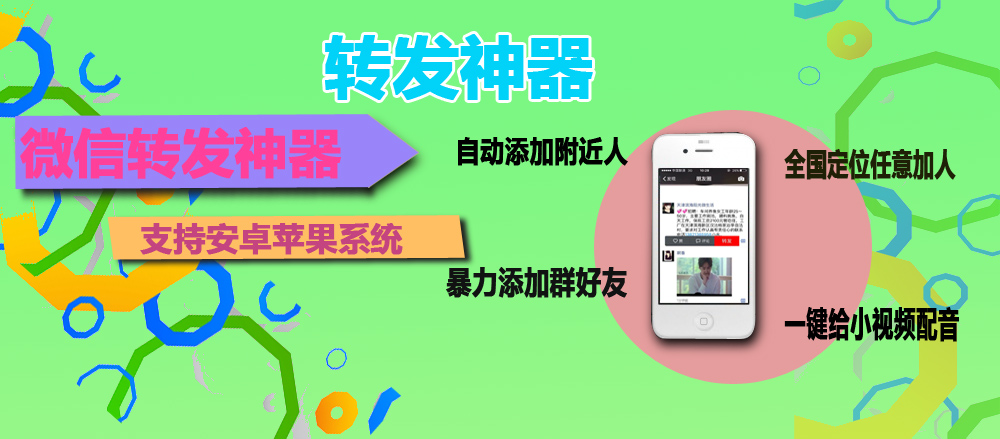 转发神器
微信转发神器
支持安卓苹果系统
自动添加附近人
全国定位任意加人
暴力添加群好友
一键给小视频配音
朋友圈
转发